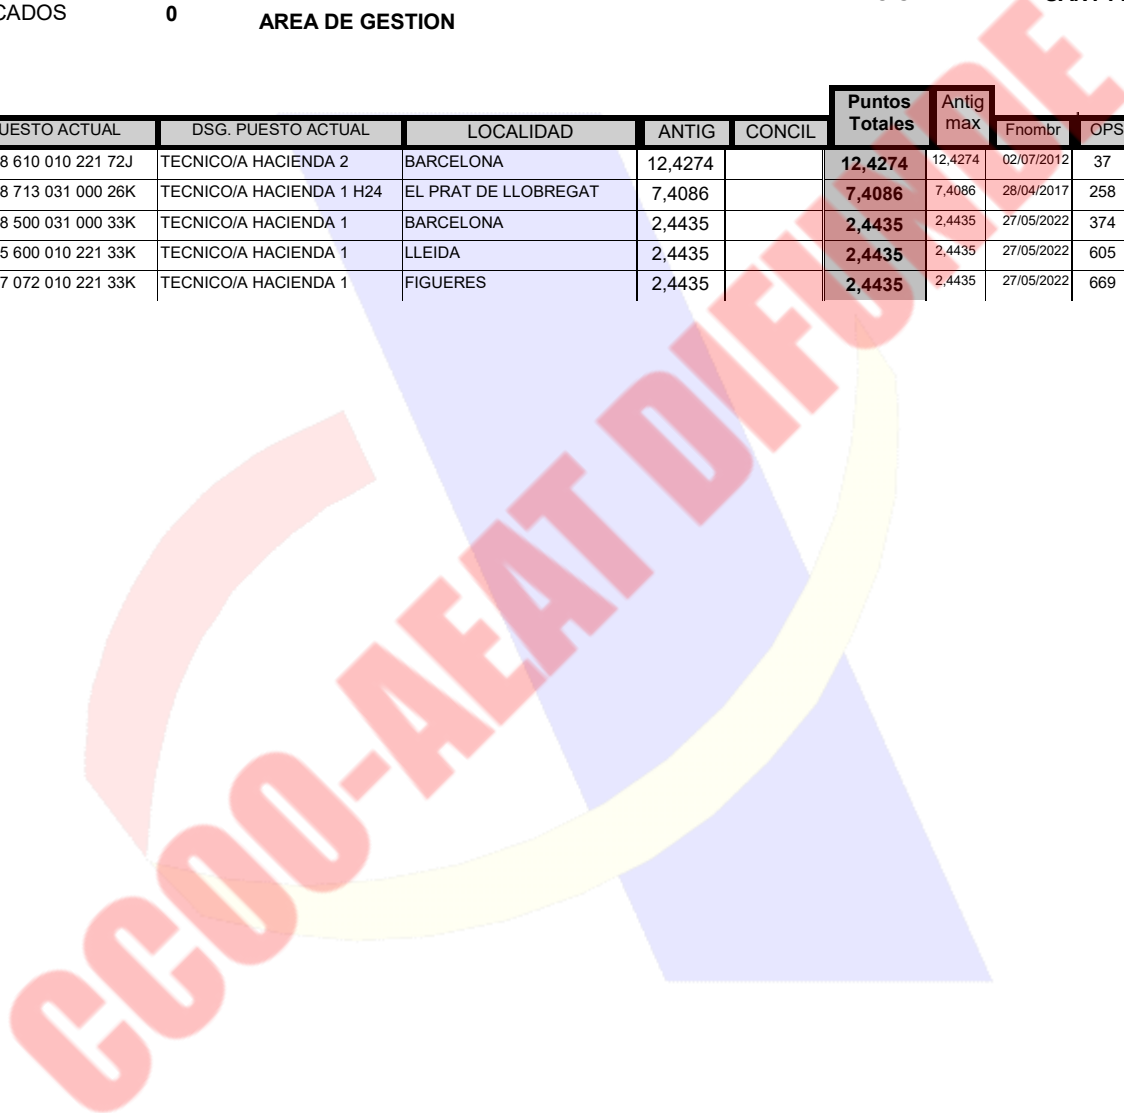 CADOS 0 AREA DE GESTION
UESTO ACTUAL DSG. PUESTO ACTUAL LOCALIDAD ANTIG CONCIL Puntos Totales Antig max Fnombr OPS
8 610 010 221 72J TECNICO/A HACIENDA 2 BARCELONA 12,4274 12,4274 12,4274 02/07/2012 37
8 713 031 000 26K TECNICO/A HACIENDA 1 H24 EL PRAT DE LLOBREGAT 7,4086 7,4086 7,4086 28/04/2017 258
8 500 031 000 33K TECNICO/A HACIENDA 1 BARCELONA 2,4435 2,4435 2,4435 27/05/2022 374
5 600 010 221 33K TECNICO/A HACIENDA 1 LLEIDA 2,4435 2,4435 2,4435 27/05/2022 605
7 072 010 221 33K TECNICO/A HACIENDA 1 FIGUERES 2,4435 2,4435 2,4435 27/05/2022 669
CCOO-AEAT DIFUNDE